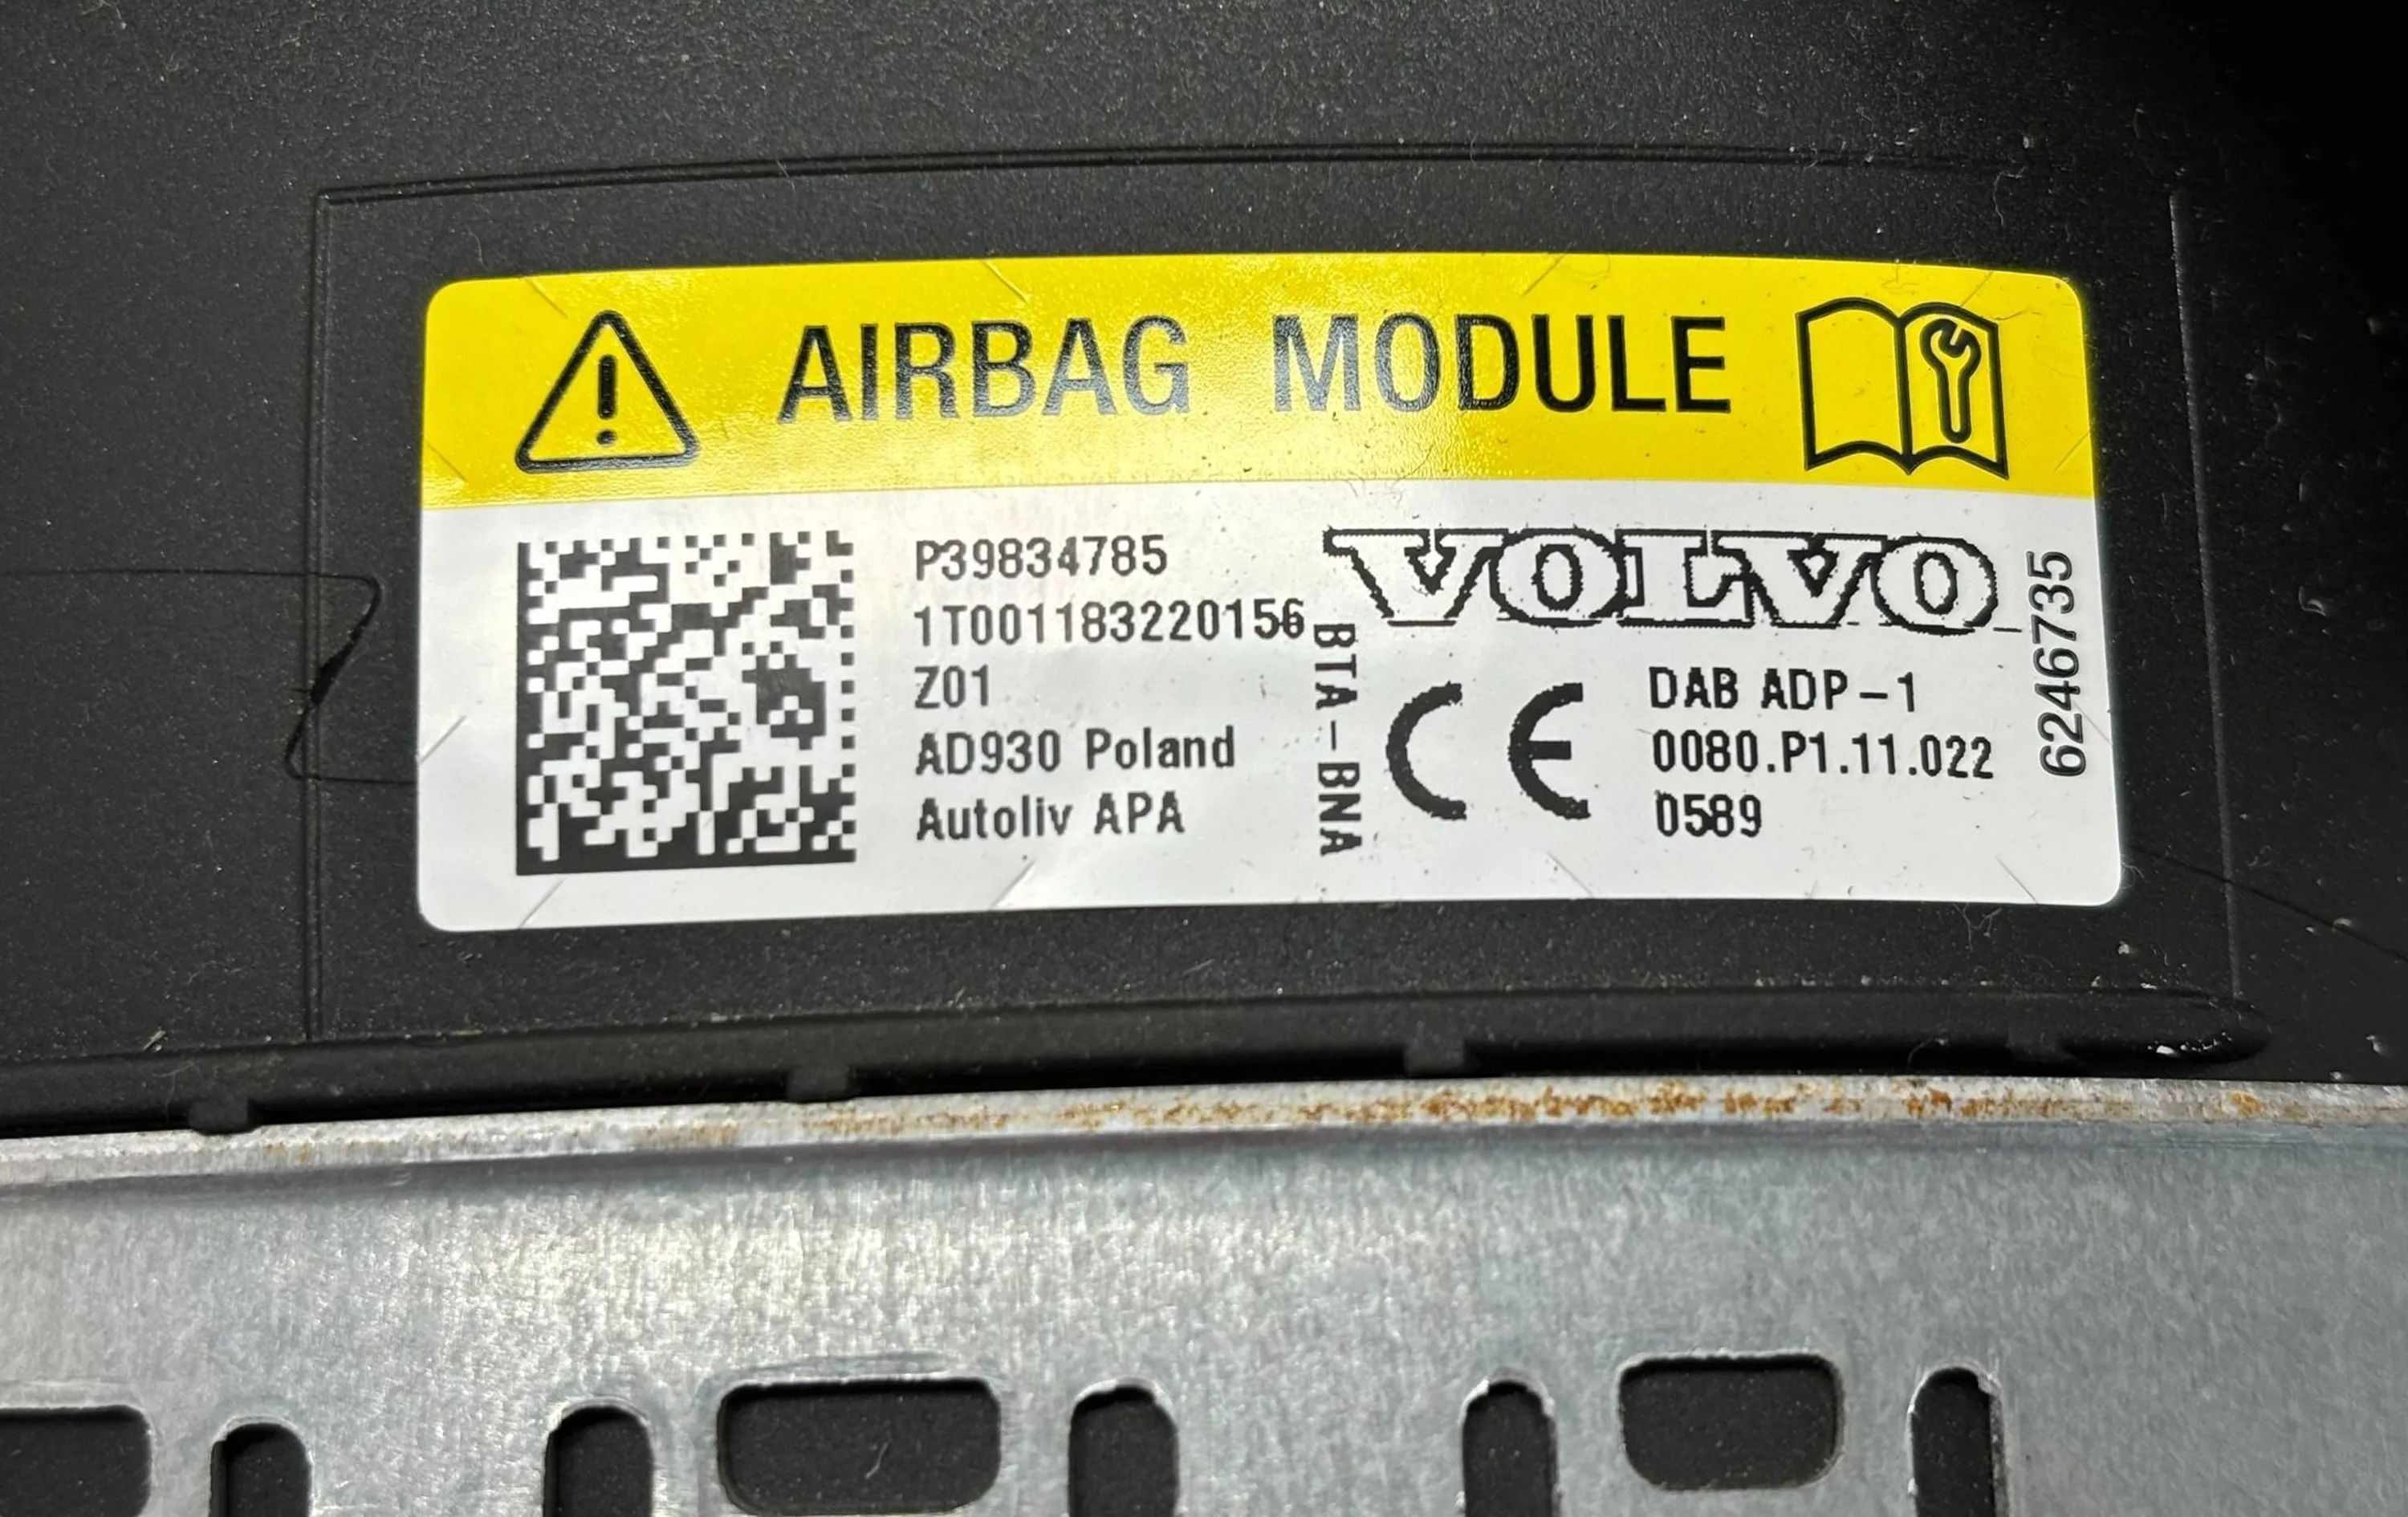 AIRBAG MODULE
P39834785
1T001183220156
Z01
AD930 Poland
Autoliv APA
BTA-BNA
VOLVO
CE
DAB ADP-1
0080.P1.11.022
0589
6246735